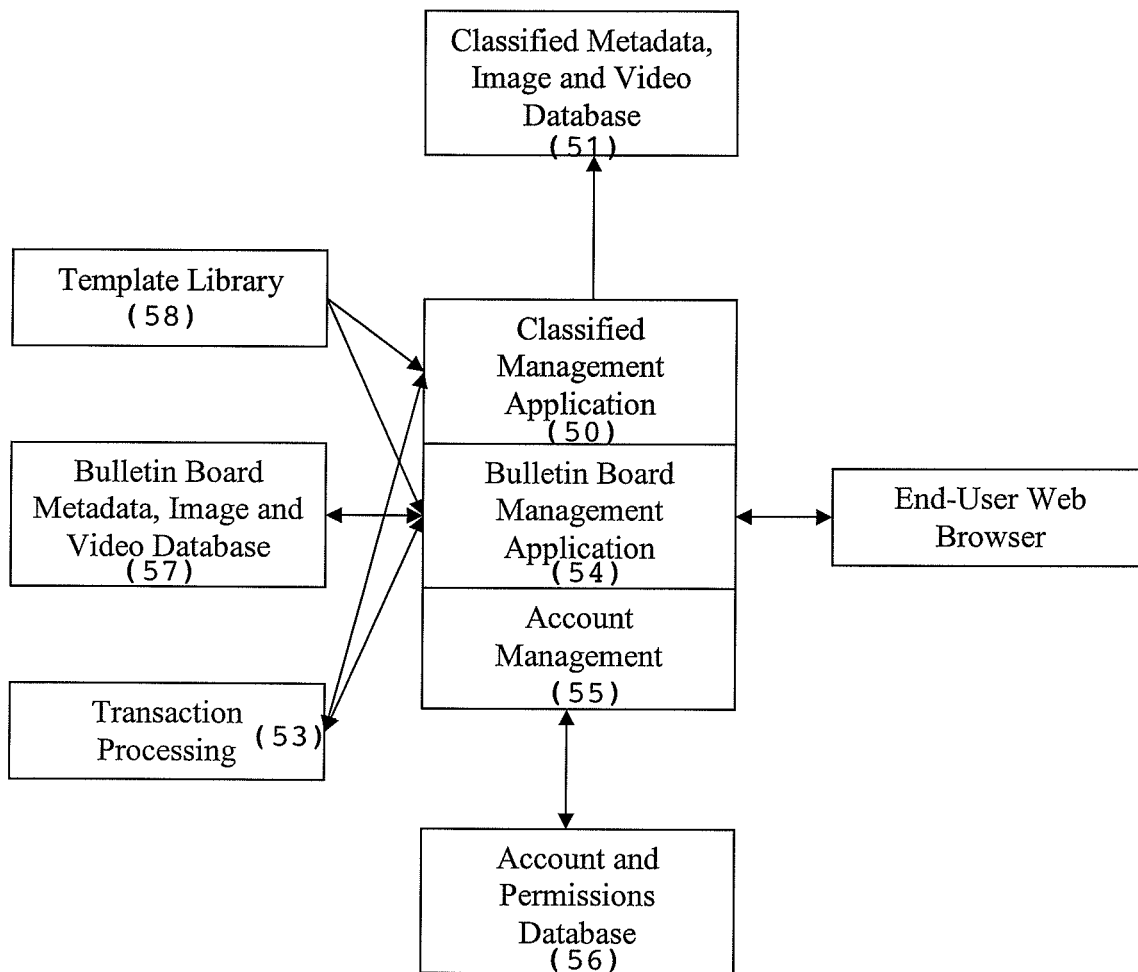 Classified Metadata,
Image and Video
Database
(51)
Template Library
(58)
Classified
Management
Application
(50)
Bulletin Board
Metadata, Image and
Video Database
(57)
Bulletin Board
Management
Application
(54)
End-User Web
Browser
Account
Management
(55)
Transaction
Processing
(53)
Account and
Permissions
Database
(56)